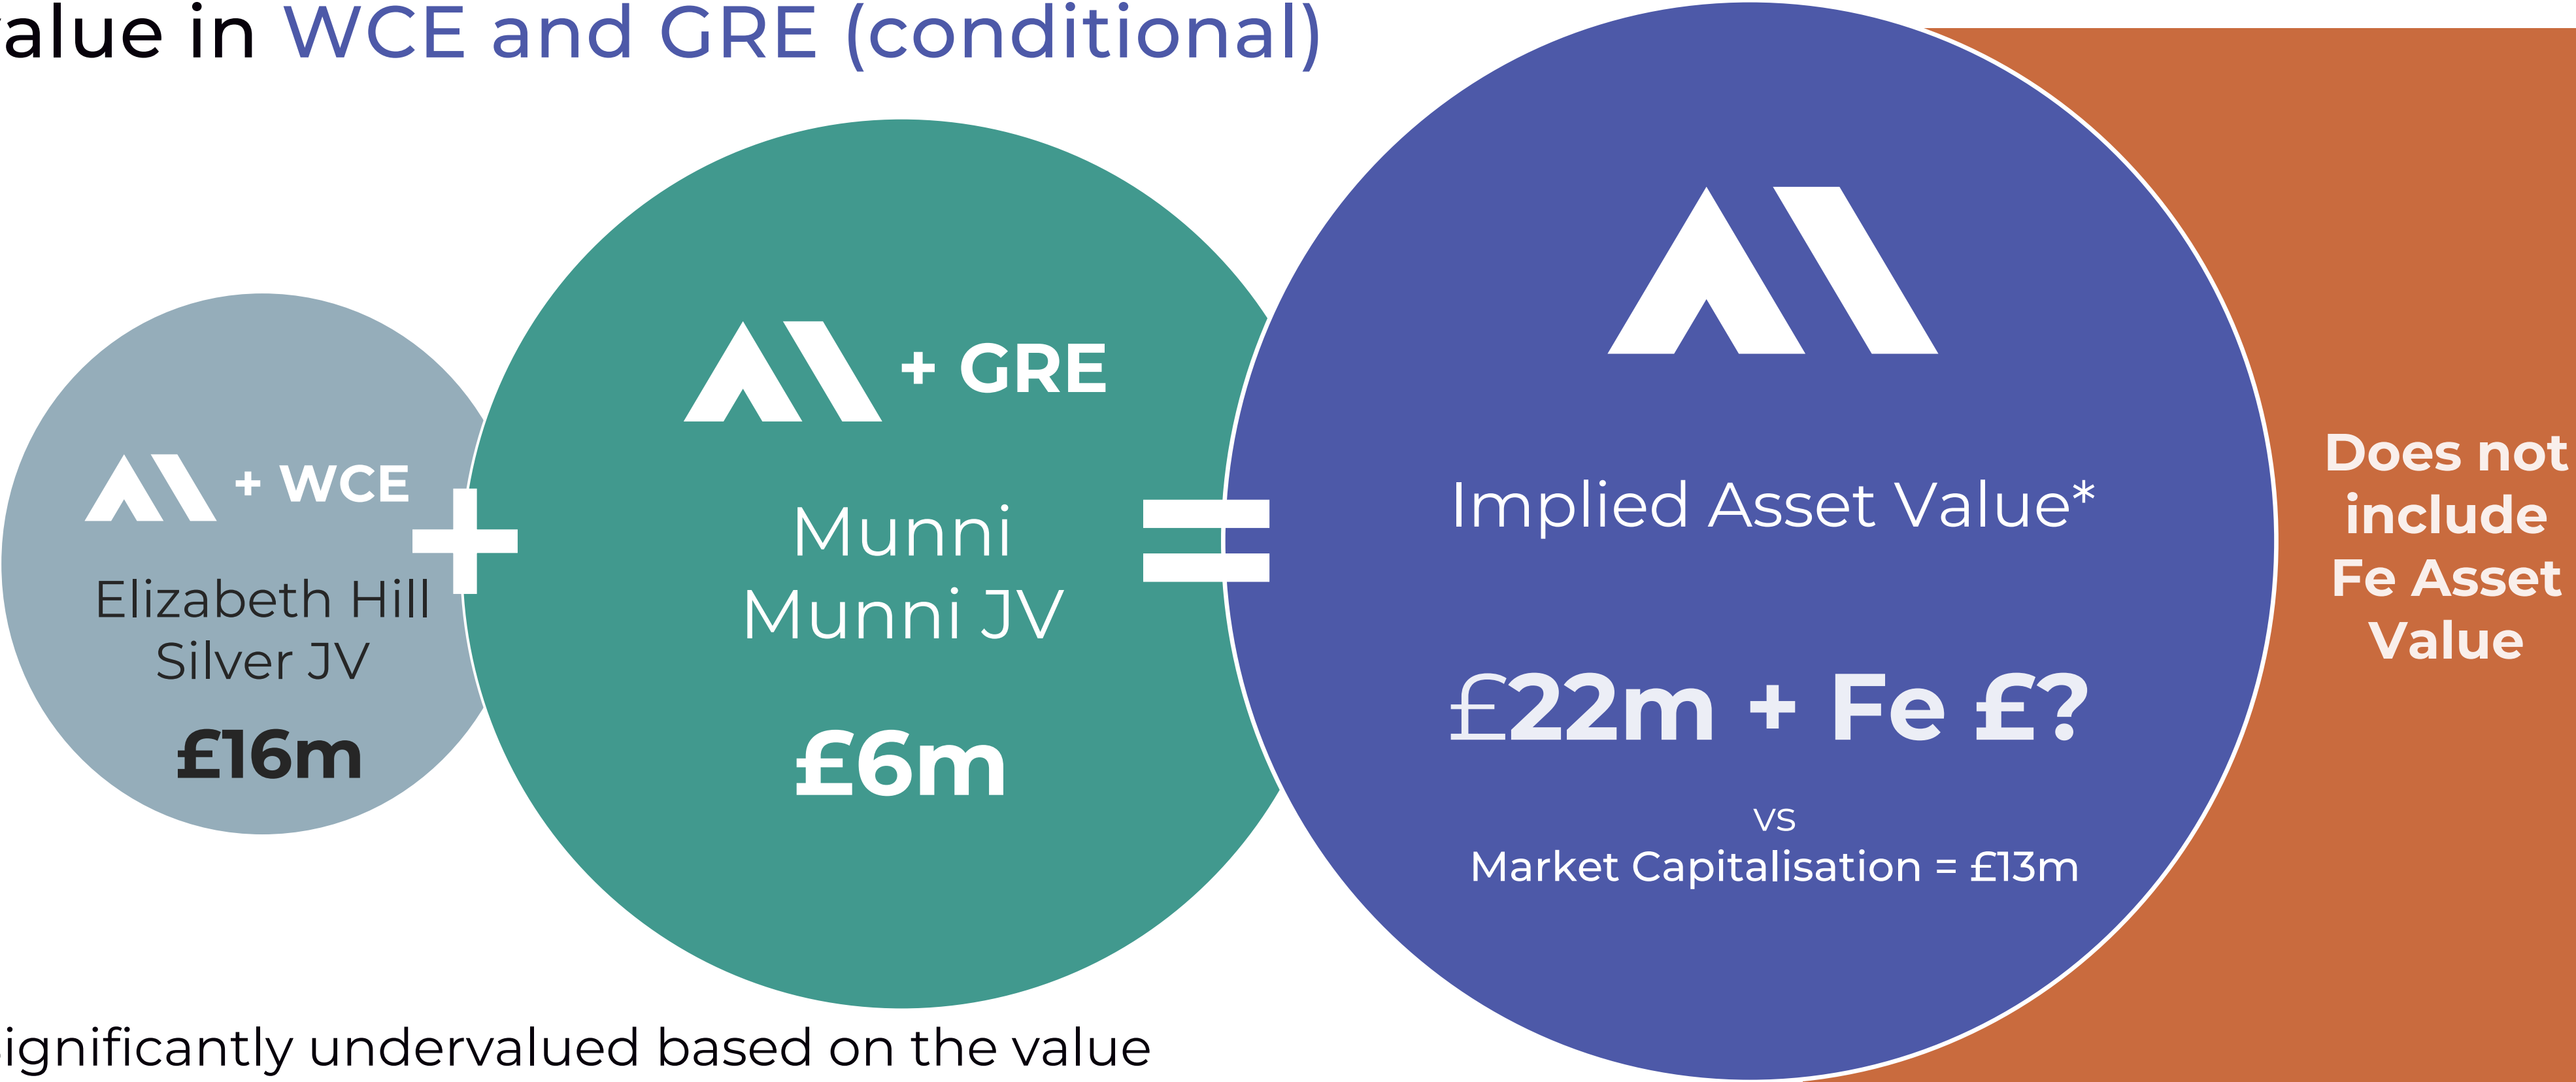 alue in WCE and GRE (conditional)
+ WCE
Elizabeth Hill
Silver JV
£16m
+
+ GRE
Munni
Munni JV
£6m
=
Implied Asset Value*
£22m + Fe £?
vs
Market Capitalisation = £13m
Does not
include
Fe Asset
Value
ignificantly undervalued based on the value